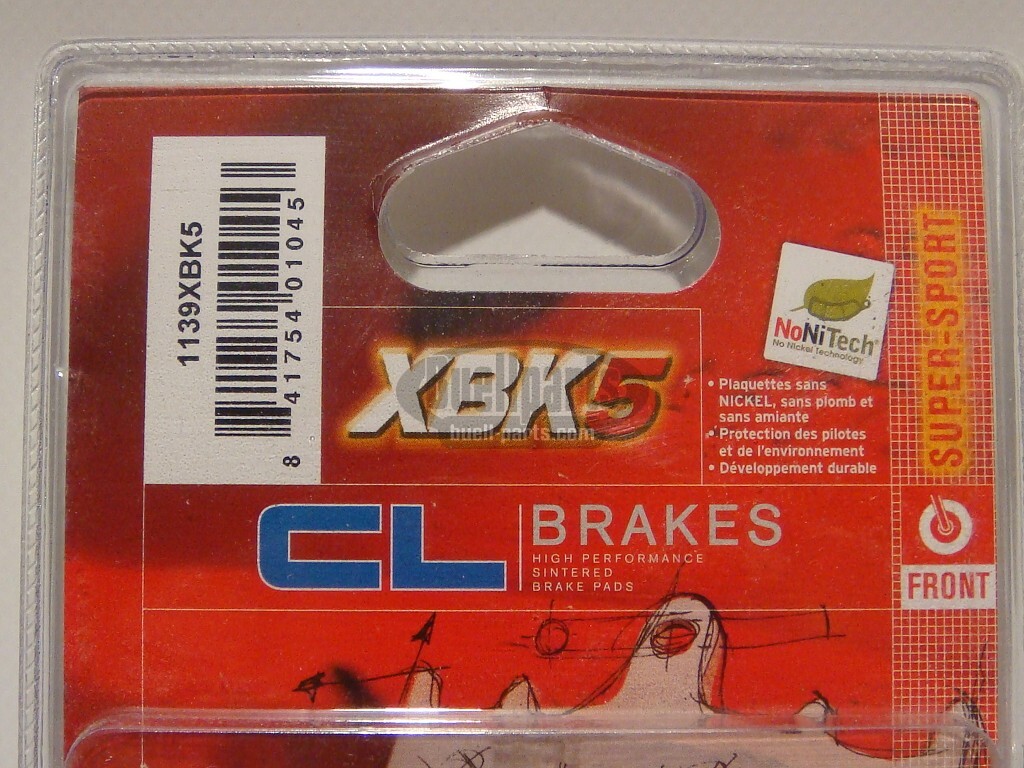 1139XBK5
8 41754 01045
NoNiTech®
No Nickel Technology
SUPER-SPORT
XBK5
buell-parts.com
• Plaquettes sans
NICKEL, sans plomb et
sans amiante
• Protection des pilotes
et de l'environnement
• Développement durable
CL
BRAKES
HIGH PERFORMANCE
SINTERED
BRAKE PADS
FRONT